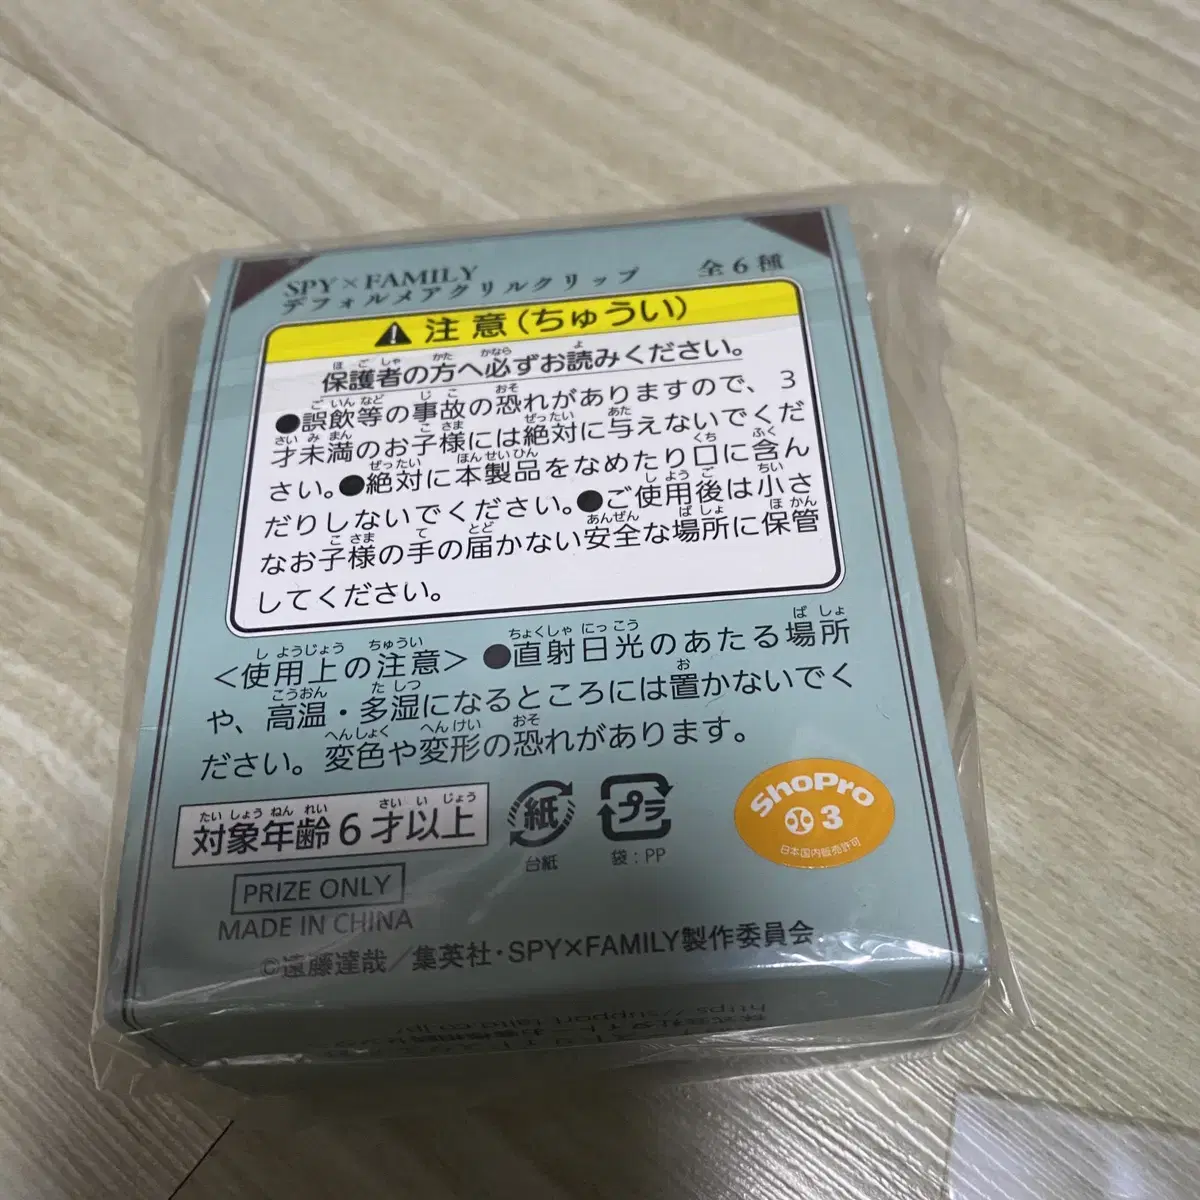 SPY×FAMILY
デフォルメアクリルクリップ 全6種
注意(ちゅうい)
保護者の方へ必ずお読みください。
●誤飲等の事故の恐れがありますので、3
才未満のお子様には絶対に与えないでくだ
さい。●絶対に本製品をなめたり口に含ん
だりしないでください。●ご使用後は小さ
なお子様の手の届かない安全な場所に保管
してください。
<使用上の注意> ●直射日光のあたる場所
や、高温・多湿になるところには置かないでく
ださい。変色や変形の恐れがあります。
対象年齢6才以上
紙
台紙
プラ
袋:PP
ShoPro
3
日本国内販売許可
PRIZE ONLY
MADE IN CHINA
©遠藤達哉/集英社・SPY×FAMILY製作委員会
https://support.taito.co.jp/